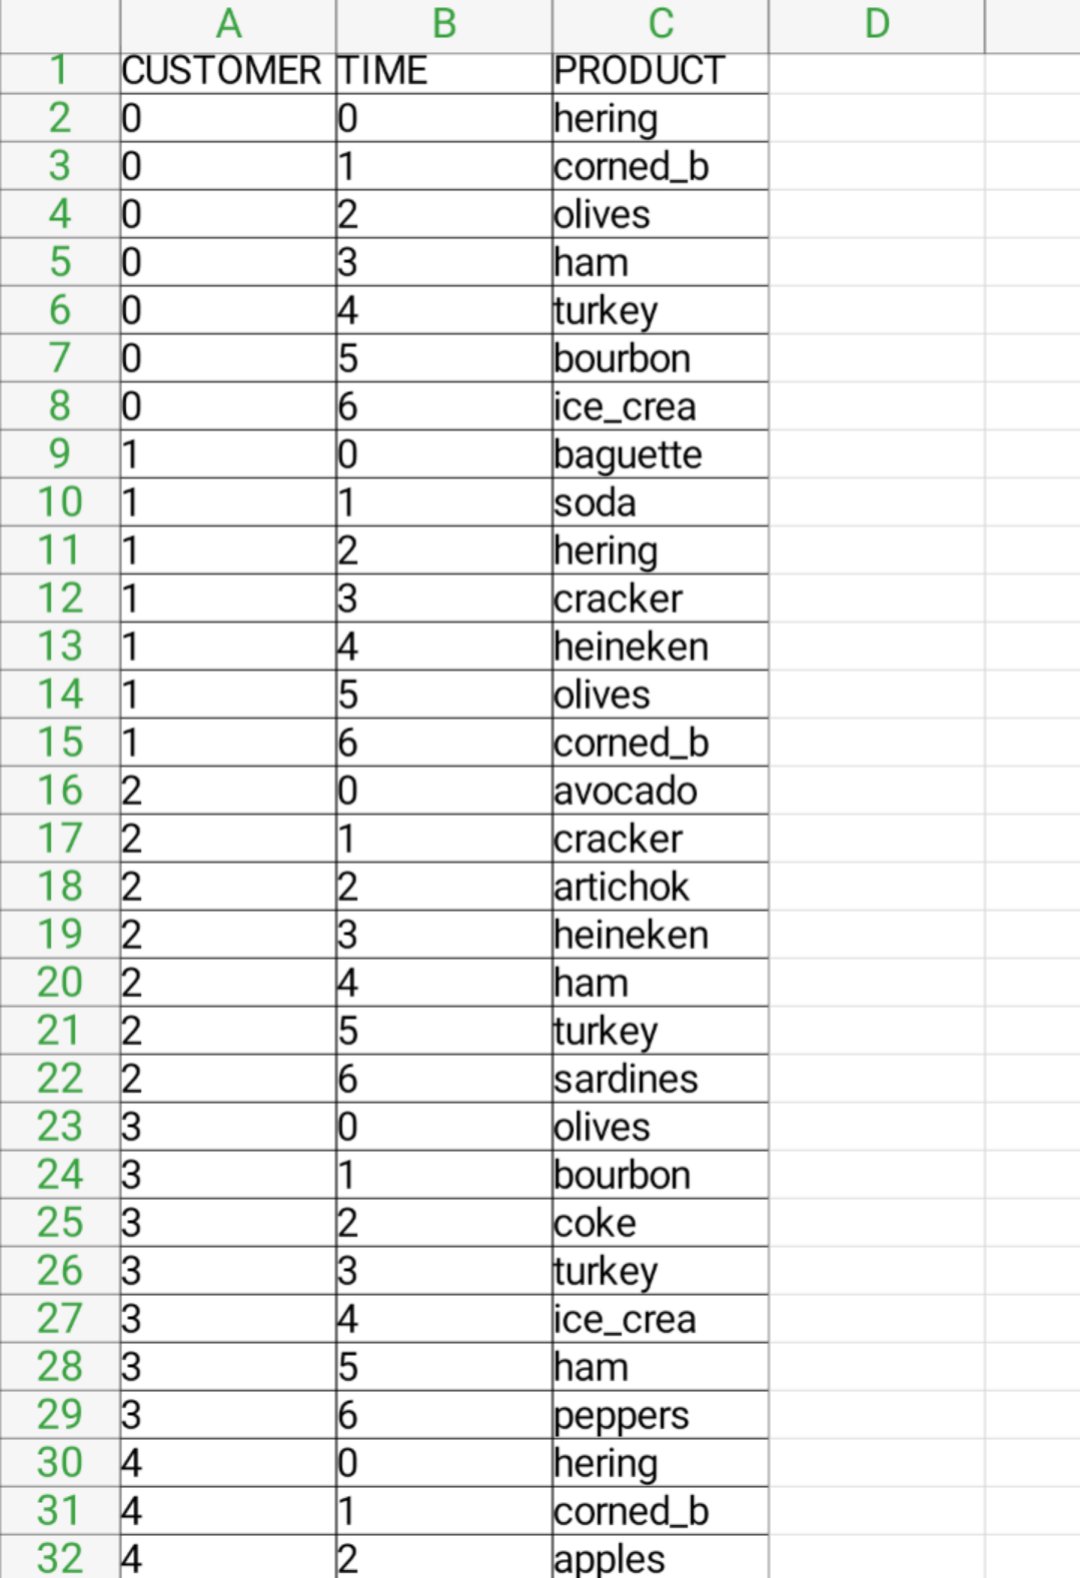 A B C D
1 CUSTOMER TIME PRODUCT
2 0 0 hering
3 0 1 corned_b
4 0 2 olives
5 0 3 ham
6 0 4 turkey
7 0 5 bourbon
8 0 6 ice_crea
9 1 0 baguette
10 1 1 soda
11 1 2 hering
12 1 3 cracker
13 1 4 heineken
14 1 5 olives
15 1 6 corned_b
16 2 0 avocado
17 2 1 cracker
18 2 2 artichok
19 2 3 heineken
20 2 4 ham
21 2 5 turkey
22 2 6 sardines
23 3 0 olives
24 3 1 bourbon
25 3 2 coke
26 3 3 turkey
27 3 4 ice_crea
28 3 5 ham
29 3 6 peppers
30 4 0 hering
31 4 1 corned_b
32 4 2 apples